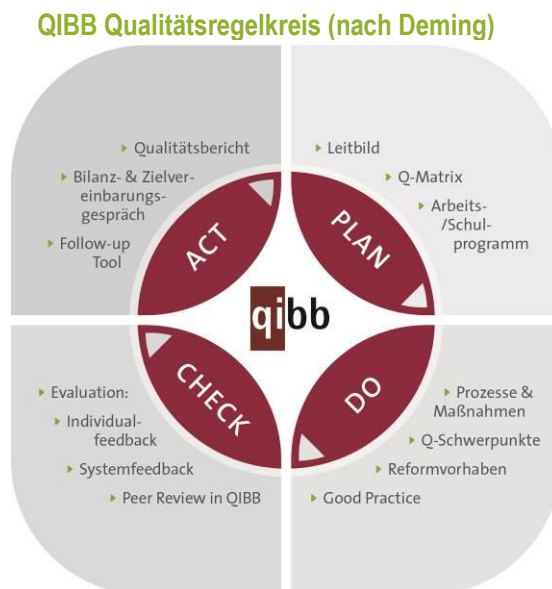 QIBB Qualitätsregelkreis (nach Deming)
Qualitätsbericht
Bilanz- & Zielver-
einbarungs-
gespräch
Follow-up
Tool
ACT
Leitbild
Q-Matrix
Arbeits-
/Schul-
programm
PLAN
qibb
CHECK
Evaluation:
Individual-
feedback
Systemfeedback
Peer Review in QIBB
DO
Prozesse &
Maßnahmen
Q-Schwerpunkte
Reformvorhaben
Good Practice